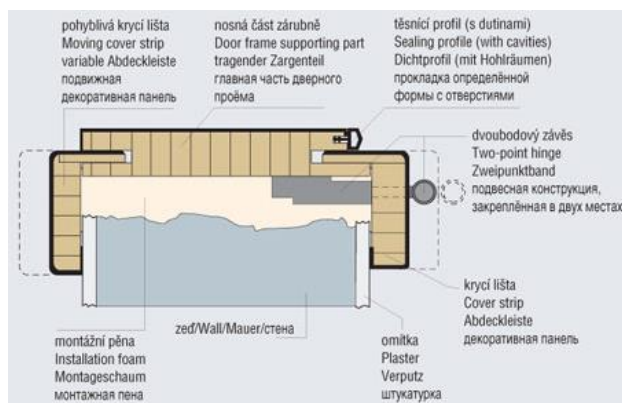 pohyblivá krycí lišta
Moving cover strip
variable Abdeckleiste
подвижная
декоративная панель
nosná část zárubně
Door frame supporting part
tragender Zargenteil
главная часть дверного
проёма
těsnící profil (s dutinami)
Sealing profile (with cavities)
Dichtprofil (mit Hohlräumen)
прокладка определённой
формы с отверстиями
dvoubodový závěs
Two-point hinge
Zweipunktband
подвесная конструкция,
закреплённая в двух местах
krycí lišta
Cover strip
Abdeckleiste
декоративная панель
montážní pěna
Installation foam
Montageschaum
монтажная пена
zeď/Wall/Mauer/стена
omítka
Plaster
Verputz
штукатурка